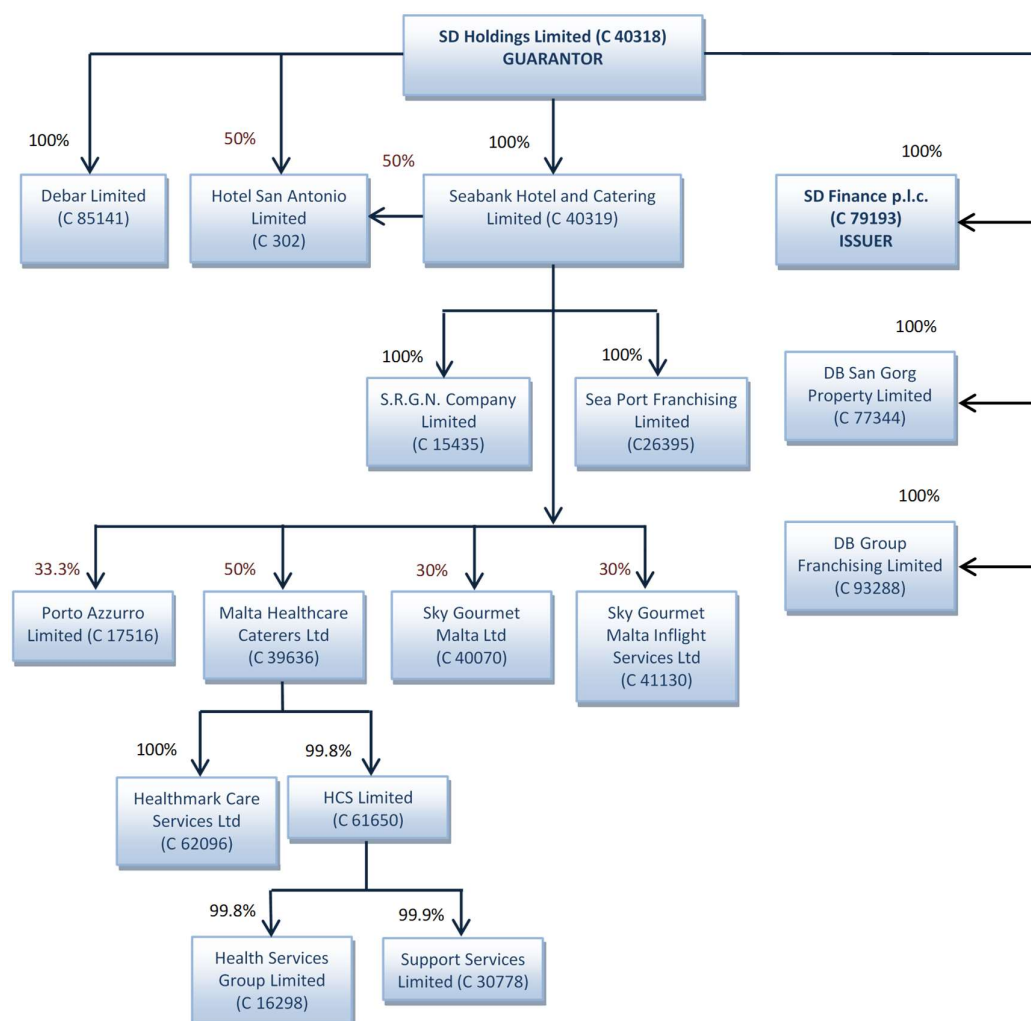 SD Holdings Limited (C 40318)
GUARANTOR
100%
50%
50%
100%
100%
Debar Limited
(C 85141)
Hotel San Antonio
Limited
(C 302)
Seabank Hotel and Catering
Limited (C 40319)
SD Finance p.l.c.
(C 79193)
ISSUER
100%
100%
100%
S.R.G.N. Company
Limited
(C 15435)
Sea Port Franchising
Limited
(C26395)
DB San Gorg
Property Limited
(C 77344)
100%
DB Group
Franchising Limited
(C 93288)
33.3%
50%
30%
30%
Porto Azzurro
Limited (C 17516)
Malta Healthcare
Caterers Ltd
(C 39636)
Sky Gourmet
Malta Ltd
(C 40070)
Sky Gourmet
Malta Inflight
Services Ltd
(C 41130)
100%
99.8%
Healthmark Care
Services Ltd
(C 62096)
HCS Limited
(C 61650)
99.8%
99.9%
Health Services
Group Limited
(C 16298)
Support Services
Limited (C 30778)